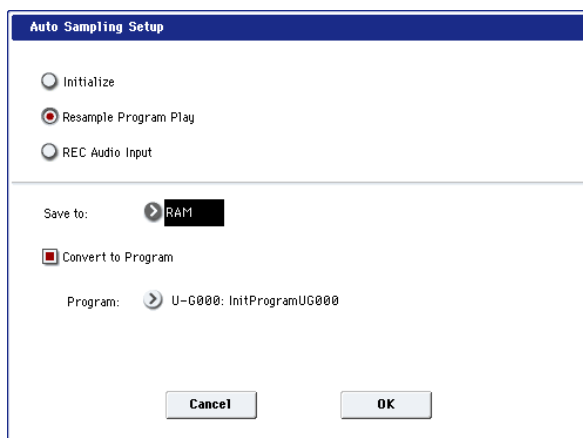 Auto Sampling Setup
Initialize
Resample Program Play
REC Audio Input
Save to: RAM
Convert to Program
Program: U-G000: InitProgramUG000
Cancel OK